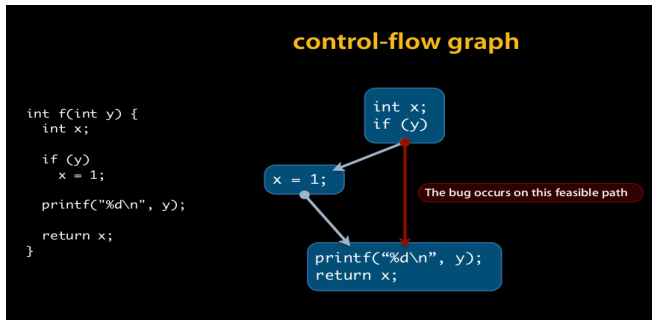 control-flow graph
int f(int y) {
int x;
if (y)
x = 1;
printf("%d\n", y);
return x;
}
int x;
if (y)
x = 1;
The bug occurs on this feasible path
printf(“%d\n”, y);
return x;